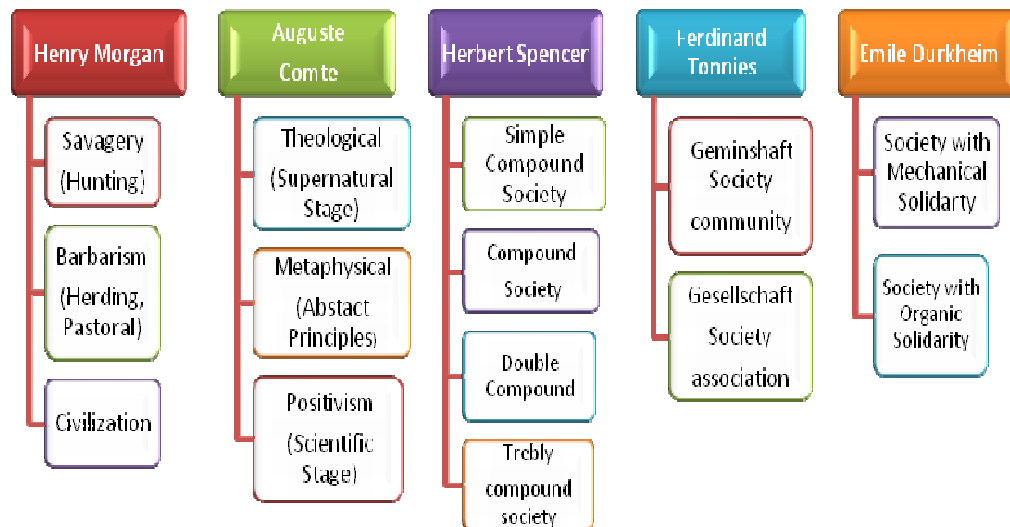 Henry Morgan
Savagery
(Hunting)
Barbarism
(Herding,
Pastoral)
Civilization
Auguste
Comte
Theological
(Supernatural
Stage)
Metaphysical
(Abstact
Principles)
Positivism
(Scientific
Stage)
Herbert Spencer
Simple
Compound
Society
Compound
Society
Double
Compound
Trebly
compound
society
Ferdinand
Tonnies
Geminshaft
Society
community
Gesellschaft
Society
association
Emile Durkheim
Society with
Mechanical
Solidarty
Society with
Organic
Solidarity